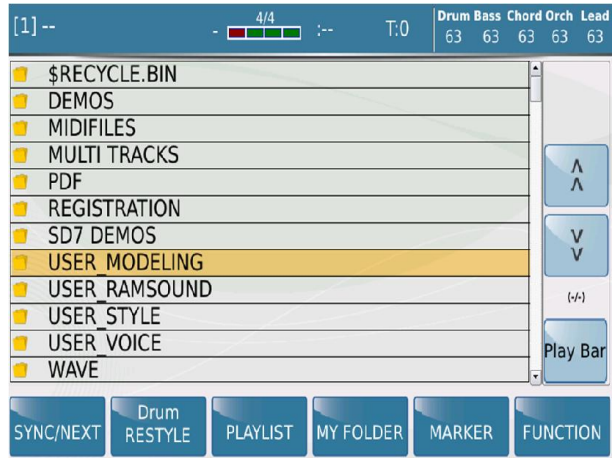 [1] --
4/4
- :-- T:0
Drum Bass Chord Orch Lead
63 63 63 63 63
$RECYCLE.BIN
DEMOS
MIDIFILES
MULTI TRACKS
PDF
REGISTRATION
SD7 DEMOS
USER_MODELING
USER_RAMSOUND
USER_STYLE
USER_VOICE
WAVE
(-/-)
Play Bar
SYNC/NEXT
Drum
RESTYLE
PLAYLIST
MY FOLDER
MARKER
FUNCTION